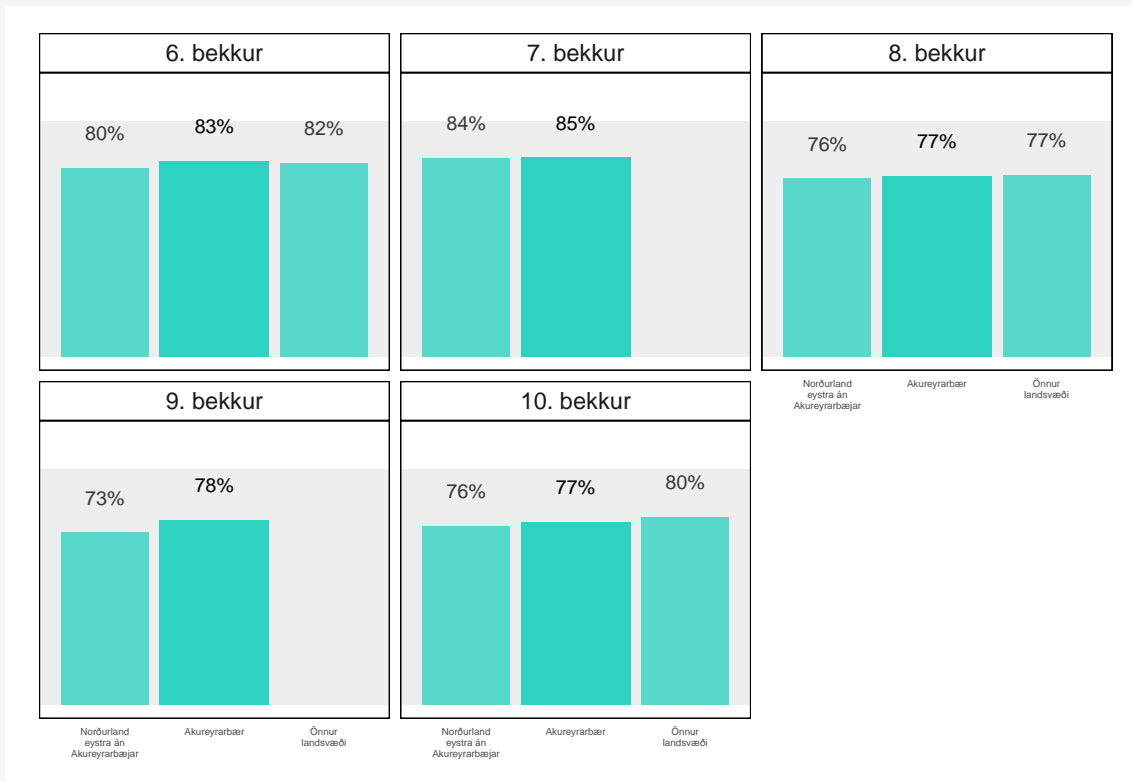 6. bekkur
80%
83%
82%
7. bekkur
84%
85%
8. bekkur
76%
77%
77%
Norðurland
eystra án
Akureyrarbæjar
Akureyrarbær
Önnur
landsvæði
9. bekkur
73%
78%
Norðurland
eystra án
Akureyrarbæjar
Akureyrarbær
Önnur
landsvæði
10. bekkur
76%
77%
80%
Norðurland
eystra án
Akureyrarbæjar
Akureyrarbær
Önnur
landsvæði